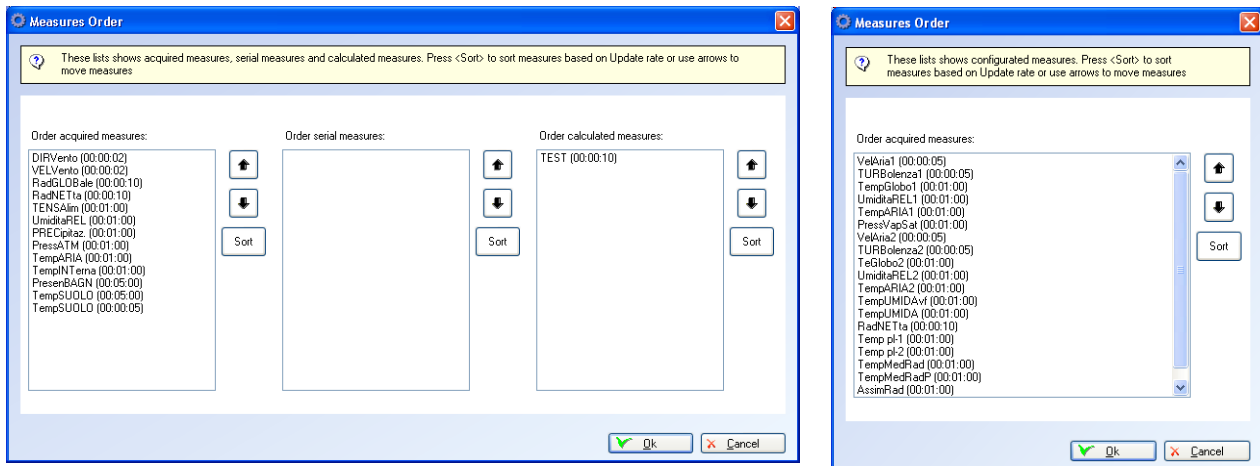 Measures Order
These lists shows acquired measures, serial measures and calculated measures. Press <Sort> to sort measures based on Update rate or use arrows to
move measures
Order acquired measures:
DIRVento (00:00:02)
VELVento (00:00:02)
RadGLOBale (00:00:10)
RadNETta (00:00:10)
TENSAlim (00:01:00)
UmiditaREL (00:01:00)
PRECipitaz. (00:01:00)
PressATM (00:01:00)
TempARIA (00:01:00)
TempINTerna (00:01:00)
PresenBAGN (00:05:00)
TempSUOLO (00:05:00)
TempSUOLO (00:00:05)
Sort
Order serial measures:
Sort
Order calculated measures:
TEST (00:00:10)
Sort
Ok
Cancel
Measures Order
These lists shows configurated measures. Press <Sort> to sort
measures based on Update rate or use arrows to move measures
Order acquired measures:
VelAria1 (00:00:05)
TURBolenza1 (00:00:05)
TempGlobo1 (00:01:00)
UmiditaREL1 (00:01:00)
TempARIA1 (00:01:00)
PressVapSat (00:01:00)
VelAria2 (00:00:05)
TURBolenza2 (00:00:05)
TeGlobo2 (00:01:00)
UmiditaREL2 (00:01:00)
TempARIA2 (00:01:00)
TempUMIDAvf (00:01:00)
TempUMIDA (00:01:00)
RadNETta (00:00:10)
Temp pl-1 (00:01:00)
Temp pl-2 (00:01:00)
TempMedRad (00:01:00)
TempMedRadP (00:01:00)
AssimRad (00:01:00)
Sort
Ok
Cancel